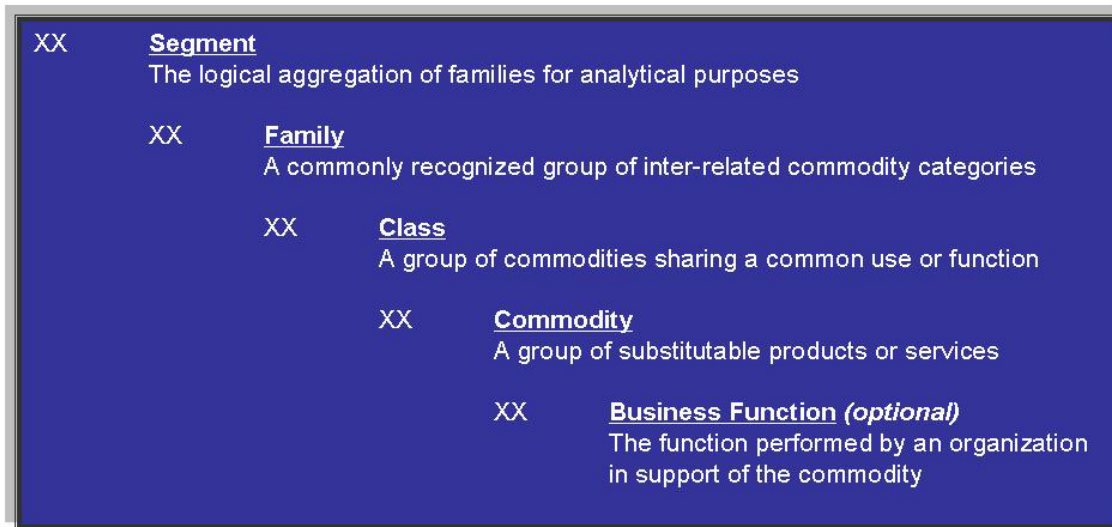 XX Segment
The logical aggregation of families for analytical purposes
XX Family
A commonly recognized group of inter-related commodity categories
XX Class
A group of commodities sharing a common use or function
XX Commodity
A group of substitutable products or services
XX Business Function (optional)
The function performed by an organization
in support of the commodity